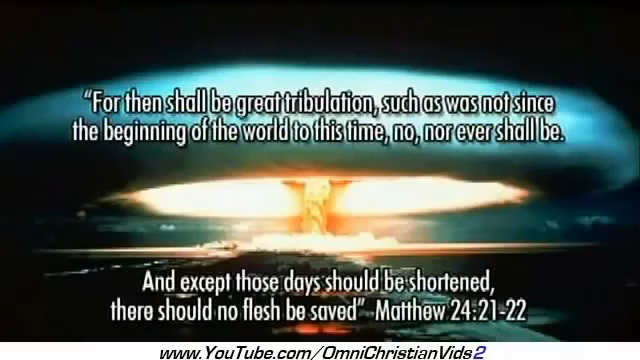 “For then shall be great tribulation, such as was not since
the beginning of the world to this time, no, nor ever shall be.
And except those days should be shortened,
there should no flesh be saved” Matthew 24:21-22
www.YouTube.com/OmniChristianVids2